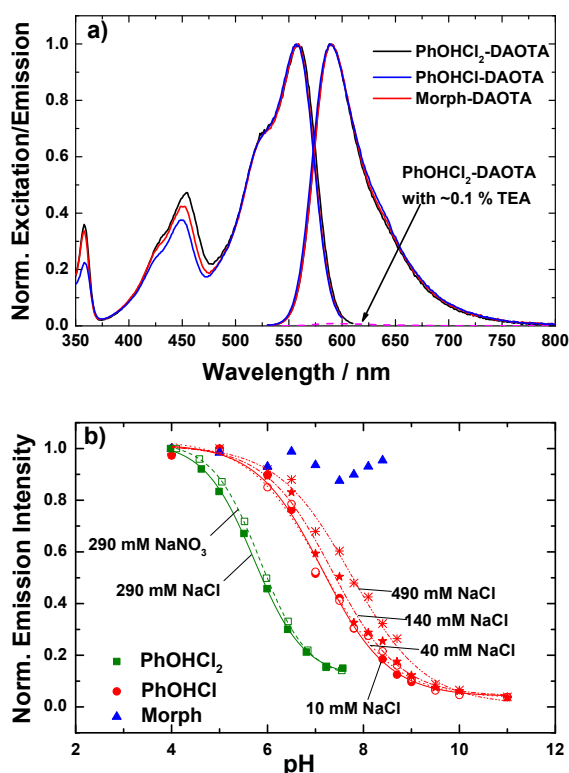 a)
PhOHCl₂-DAOTA
PhOHCl-DAOTA
Morph-DAOTA
PhOHCl₂-DAOTA
with ~0.1 % TEA
Norm. Excitation/Emission
1.0
0.8
0.6
0.4
0.2
0.0
350 400 450 500 550 600 650 700 750 800
Wavelength / nm
b)
Norm. Emission Intensity
1.0
0.8
0.6
0.4
0.2
0.0
290 mM NaNO₃
290 mM NaCl
490 mM NaCl
140 mM NaCl
40 mM NaCl
10 mM NaCl
PhOHCl₂
PhOHCl
Morph
2 4 6 8 10 12
pH